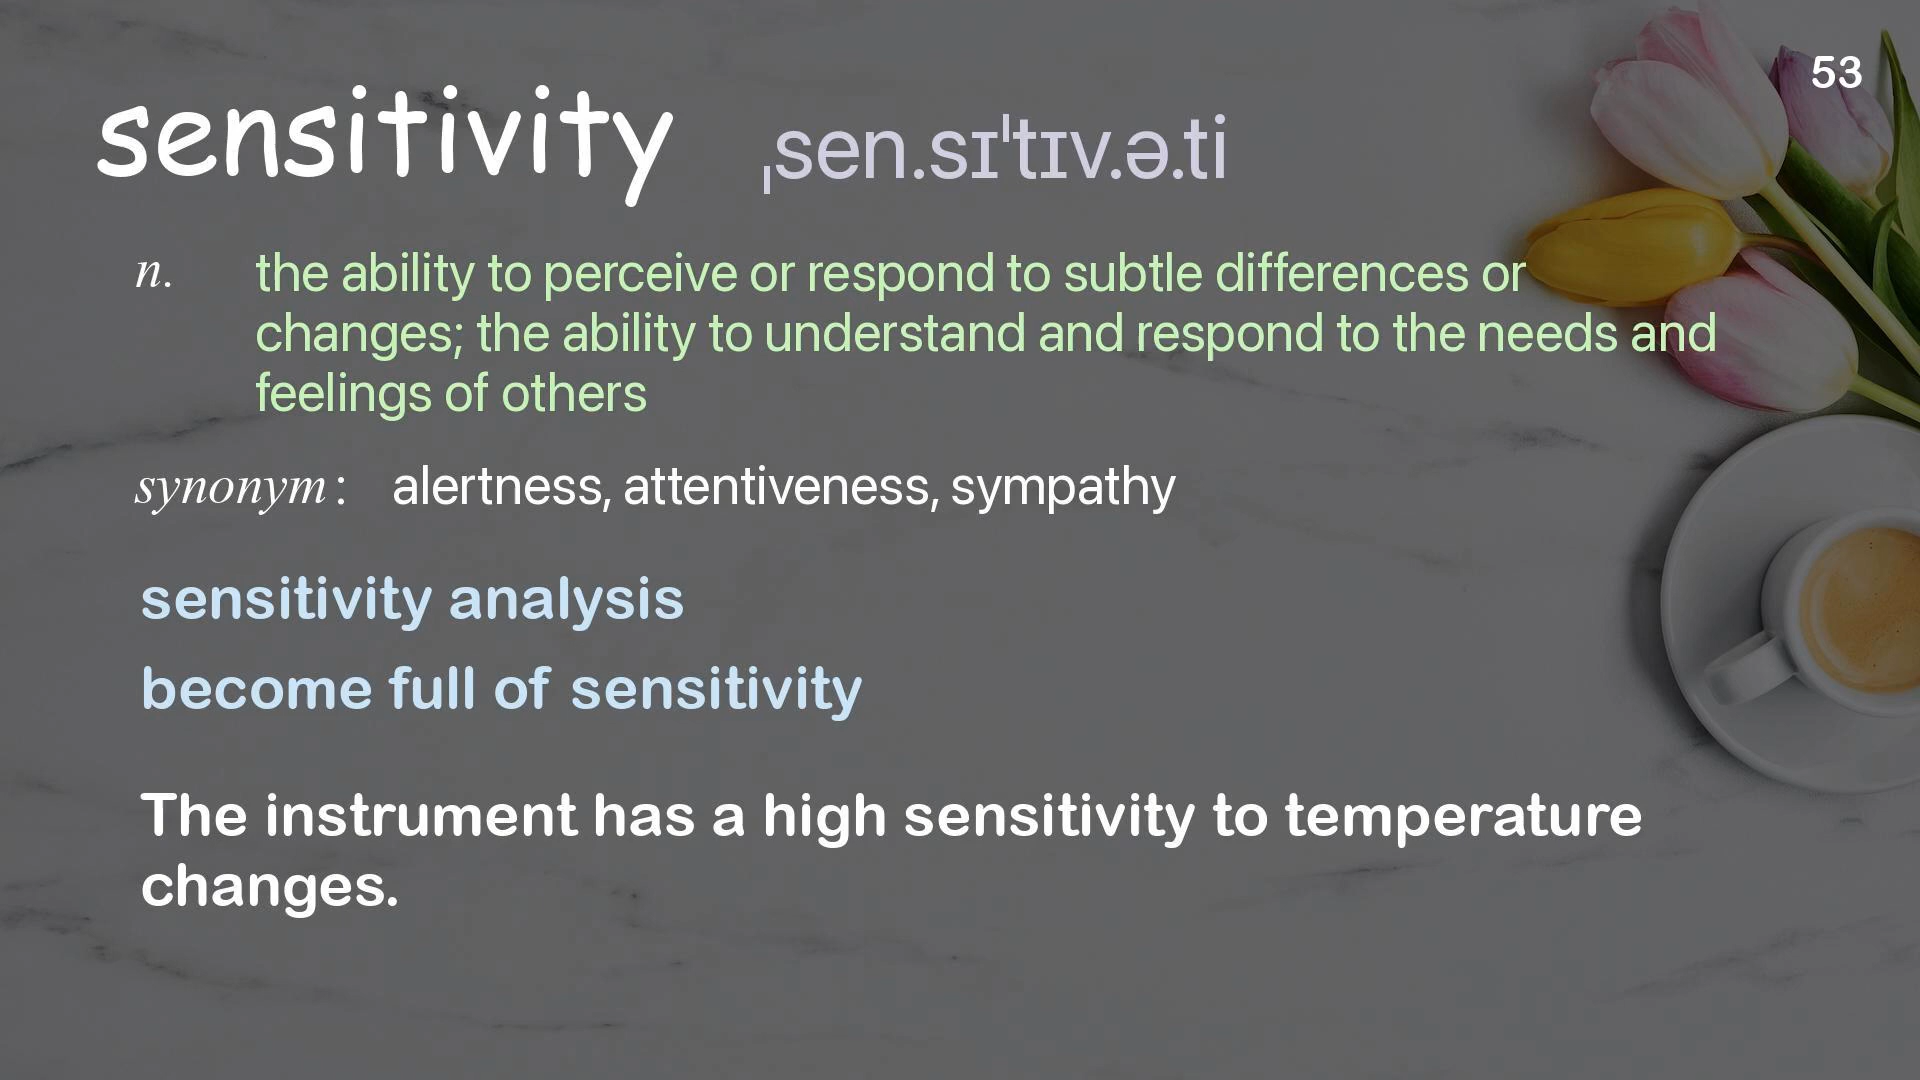 53
sensitivity ˌsen.sɪˈtɪv.ə.ti
n. the ability to perceive or respond to subtle differences or
changes; the ability to understand and respond to the needs and
feelings of others
synonym: alertness, attentiveness, sympathy
sensitivity analysis
become full of sensitivity
The instrument has a high sensitivity to temperature
changes.